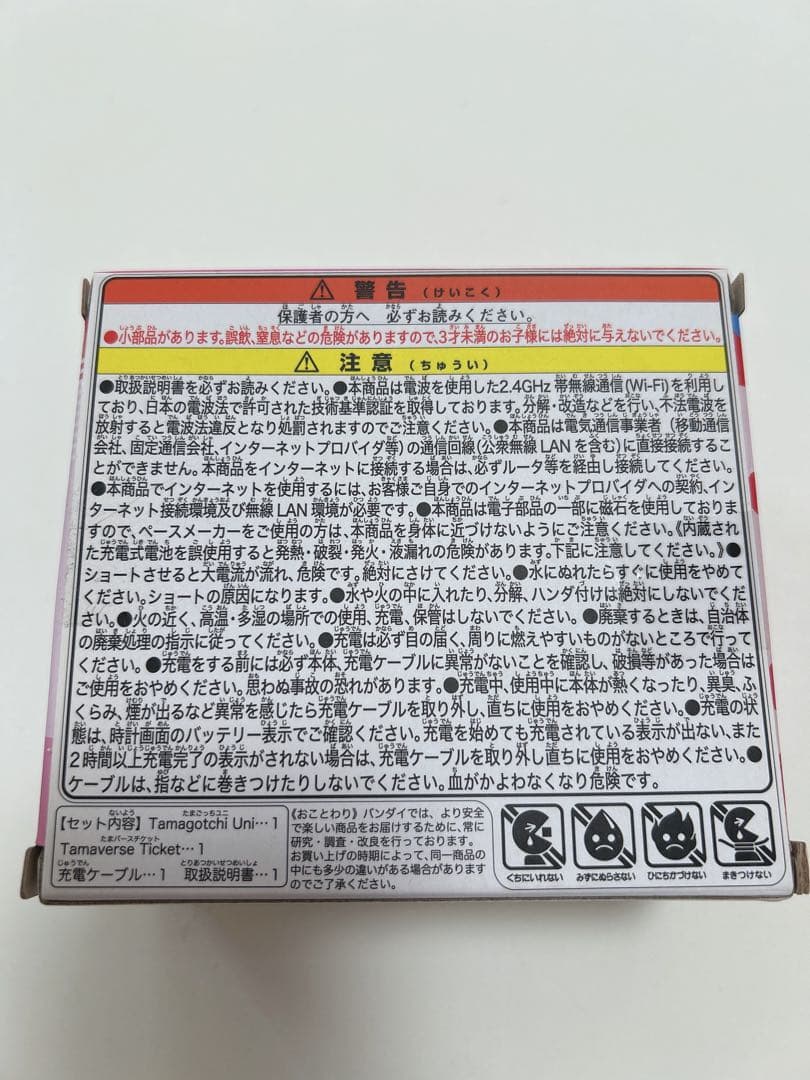 ⚠ 警告 (けいこく)
保護者の方へ 必ずお読みください。
●小部品があります。誤飲、窒息などの危険がありますので、3才未満のお子様には絶対に与えないでください。
⚠ 注意 (ちゅうい)
●取扱説明書を必ずお読みください。●本商品は電波を使用した2.4GHz 帯無線通信(Wi-Fi)を利用し
ており、日本の電波法で許可された技術基準認証を取得しております。分解・改造などを行い、不法電波を
放射すると電波法違反となり処罰されますのでご注意ください。●本商品は電気通信事業者（移動通信
会社、固定通信会社、インターネットプロバイダ等）の通信回線(公衆無線 LANを含む)に直接接続するこ
とができません。本商品をインターネットに接続する場合は、必ずルータ等を経由し接続してください。
●本商品でインターネットを使用するには、お客様ご自身でのインターネットプロバイダへの契約、イン
ターネット接続環境及び無線 LAN 環境が必要です。●本商品は電子部品の一部に磁石を使用しており
ますので、ペースメーカーをご使用の方は、本商品を身体に近づけないようにご注意ください。《内蔵され
た充電式電池を誤使用すると発熱・破裂・発火・液漏れの危険があります。下記に注意してください。》●
ショートさせると大電流が流れ、危険です。絶対にさけてください。●水にぬれたらすぐに使用をやめて
ください。ショートの原因になります。●水や火の中に入れたり、分解、ハンダ付けは絶対にしないでくだ
さい。●火の近く、高温・多湿の場所での使用、充電、保管はしないでください。●廃棄するときは、自治体
の廃棄処理の指示に従ってください。●充電は必ず目の届く、周りに燃えやすいものがないところで行って
ください。●充電をする前には必ず本体、充電ケーブルに異常がないことを確認し、破損等があった場合は
ご使用をおやめください。思わぬ事故の恐れがあります。●充電中、使用中に本体が熱くなったり、異臭、ふ
くらみ、煙が出るなど異常を感じたら充電ケーブルを取り外し、直ちに使用をおやめください。●充電の状
態は、時計画面のバッテリー表示でご確認ください。充電を始めても充電されている表示が出ない、また
2時間以上充電完了の表示がされない場合は、充電ケーブルを取り外し直ちに使用をおやめください。●
ケーブルは、指などに巻きつけたりしないでください。血がかよわなくなり危険です。
【セット内容】Tamagotchi Uni…1
Tamaverse Ticket…1
充電ケーブル…1 取扱説明書…1
《おことわり》バンダイでは、より安全
で楽しい商品をお届けするために、常に
研究・調査・改良を行っております。
お買い上げの時期によって、同一商品の
中にも多少の違いがある場合があります
のでご了承ください。
くちにいれない みずにぬらさない ひにちかづけない まきつけない